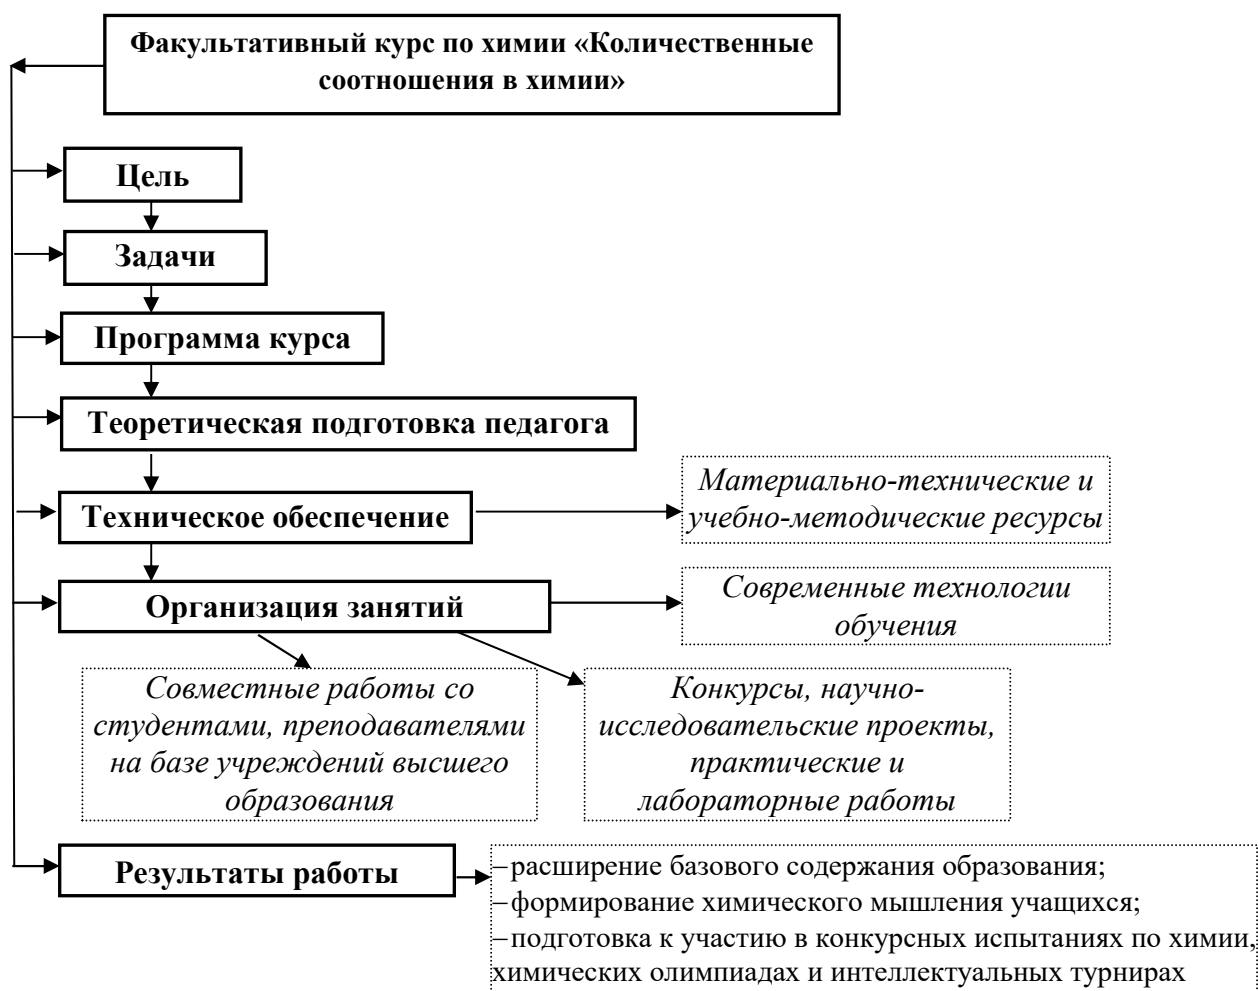 Факультативный курс по химии «Количественные
соотношения в химии»
Цель
Задачи
Программа курса
Теоретическая подготовка педагога
Техническое обеспечение
Материально-технические и
учебно-методические ресурсы
Организация занятий
Современные технологии
обучения
Совместные работы со
студентами, преподавателями
на базе учреждений высшего
образования
Конкурсы, научно-
исследовательские проекты,
практические и
лабораторные работы
Результаты работы
–расширение базового содержания образования;
–формирование химического мышления учащихся;
–подготовка к участию в конкурсных испытаниях по химии,
химических олимпиадах и интеллектуальных турнирах